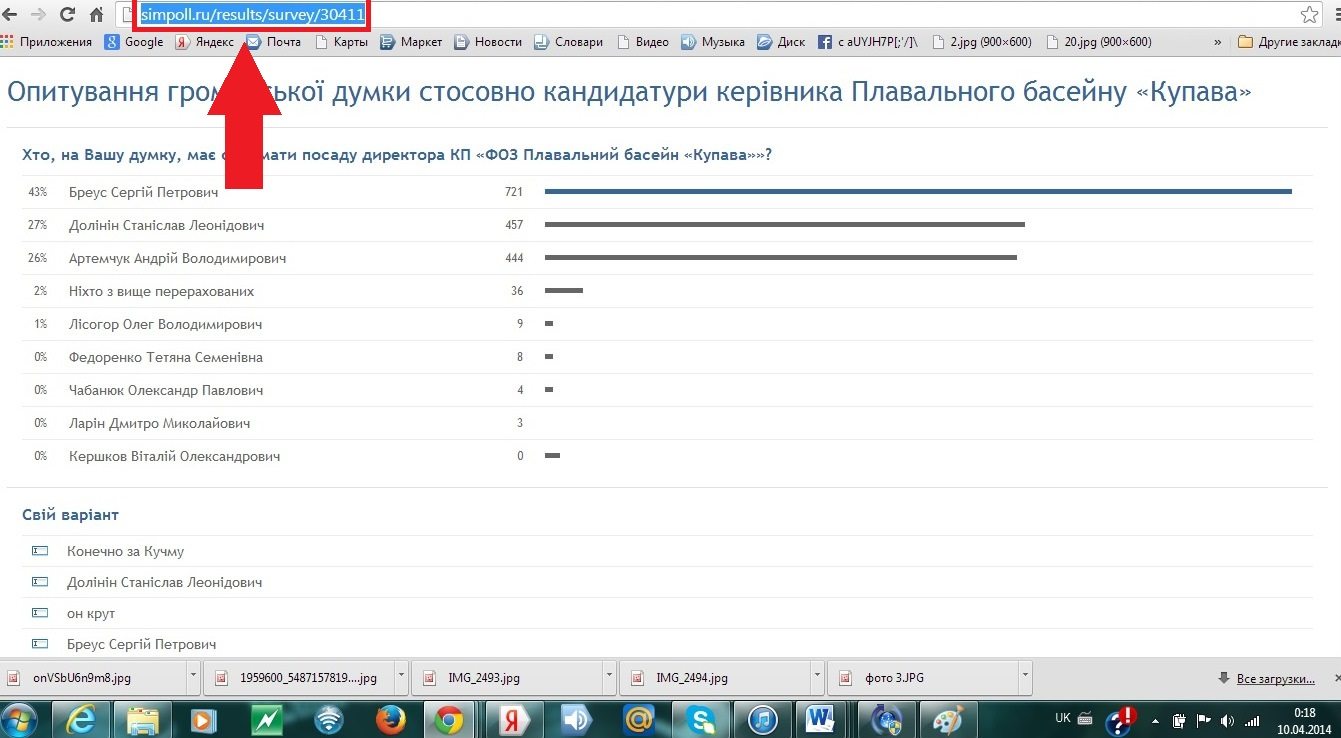 simpoll.ru/results/survey/30411
Приложения Google Яндекс Почта Карты Маркет Новости Словари Видео Музыка Диск с aUYJH7P[;'/]\ 2.jpg (900×600) 20.jpg (900×600) » Другие заклад
Опитування гром ської думки стосовно кандидатури керівника Плавального басейну «Купава»
Хто, на Вашу думку, має мати посаду директора КП «ФОЗ Плавальний басейн «Купава»»?
43% Бреус Сергій Петрович 721
27% Долінін Станіслав Леонідович 457
26% Артемчук Андрій Володимирович 444
2% Ніхто з вище перерахованих 36
1% Лісогор Олег Володимирович 9
0% Федоренко Тетяна Семенівна 8
0% Чабанюк Олександр Павлович 4
0% Ларін Дмитро Миколайович 3
0% Кершков Віталій Олександрович 0
Свій варіант
Конечно за Кучму
Долінін Станіслав Леонідович
он крут
Бреус Сергій Петрович
onVSbU6n9m8.jpg 1959600_5487157819....jpg IMG_2493.jpg IMG_2494.jpg фото 3.JPG Все загрузки...
UK 0:18
10.04.2014